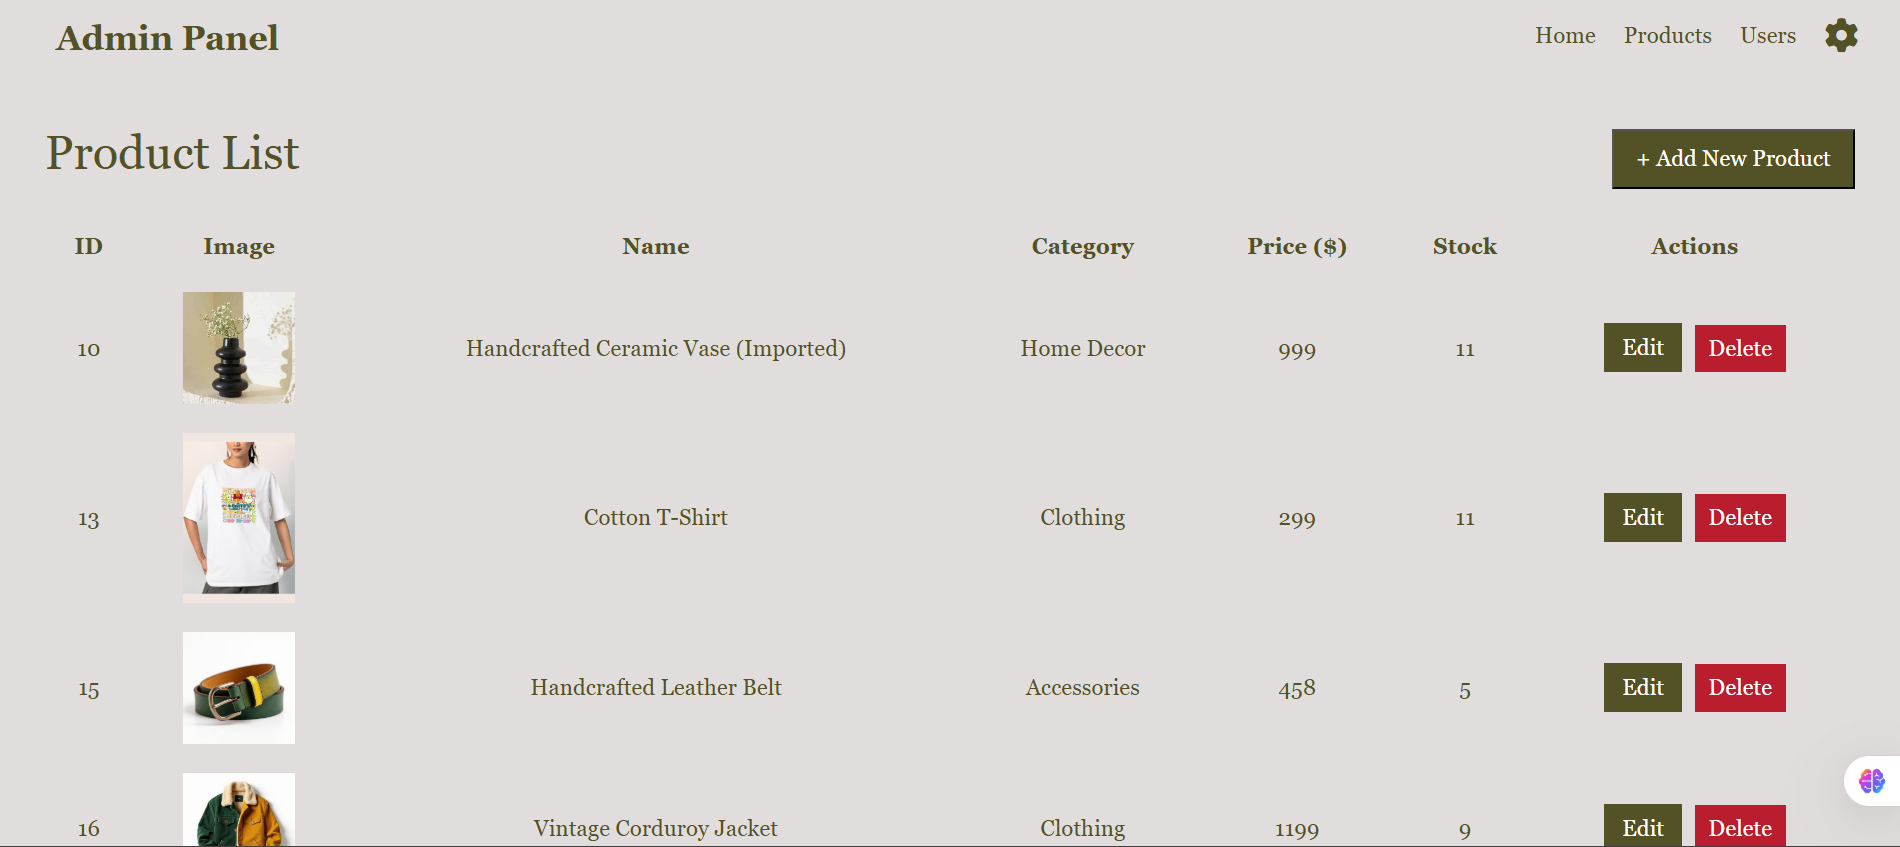 Admin Panel
Home Products Users
Product List
+ Add New Product
ID Image Name Category Price ($) Stock Actions
10 Handcrafted Ceramic Vase (Imported) Home Decor 999 11 Edit Delete
13 Cotton T-Shirt Clothing 299 11 Edit Delete
15 Handcrafted Leather Belt Accessories 458 5 Edit Delete
16 Vintage Corduroy Jacket Clothing 1199 9 Edit Delete